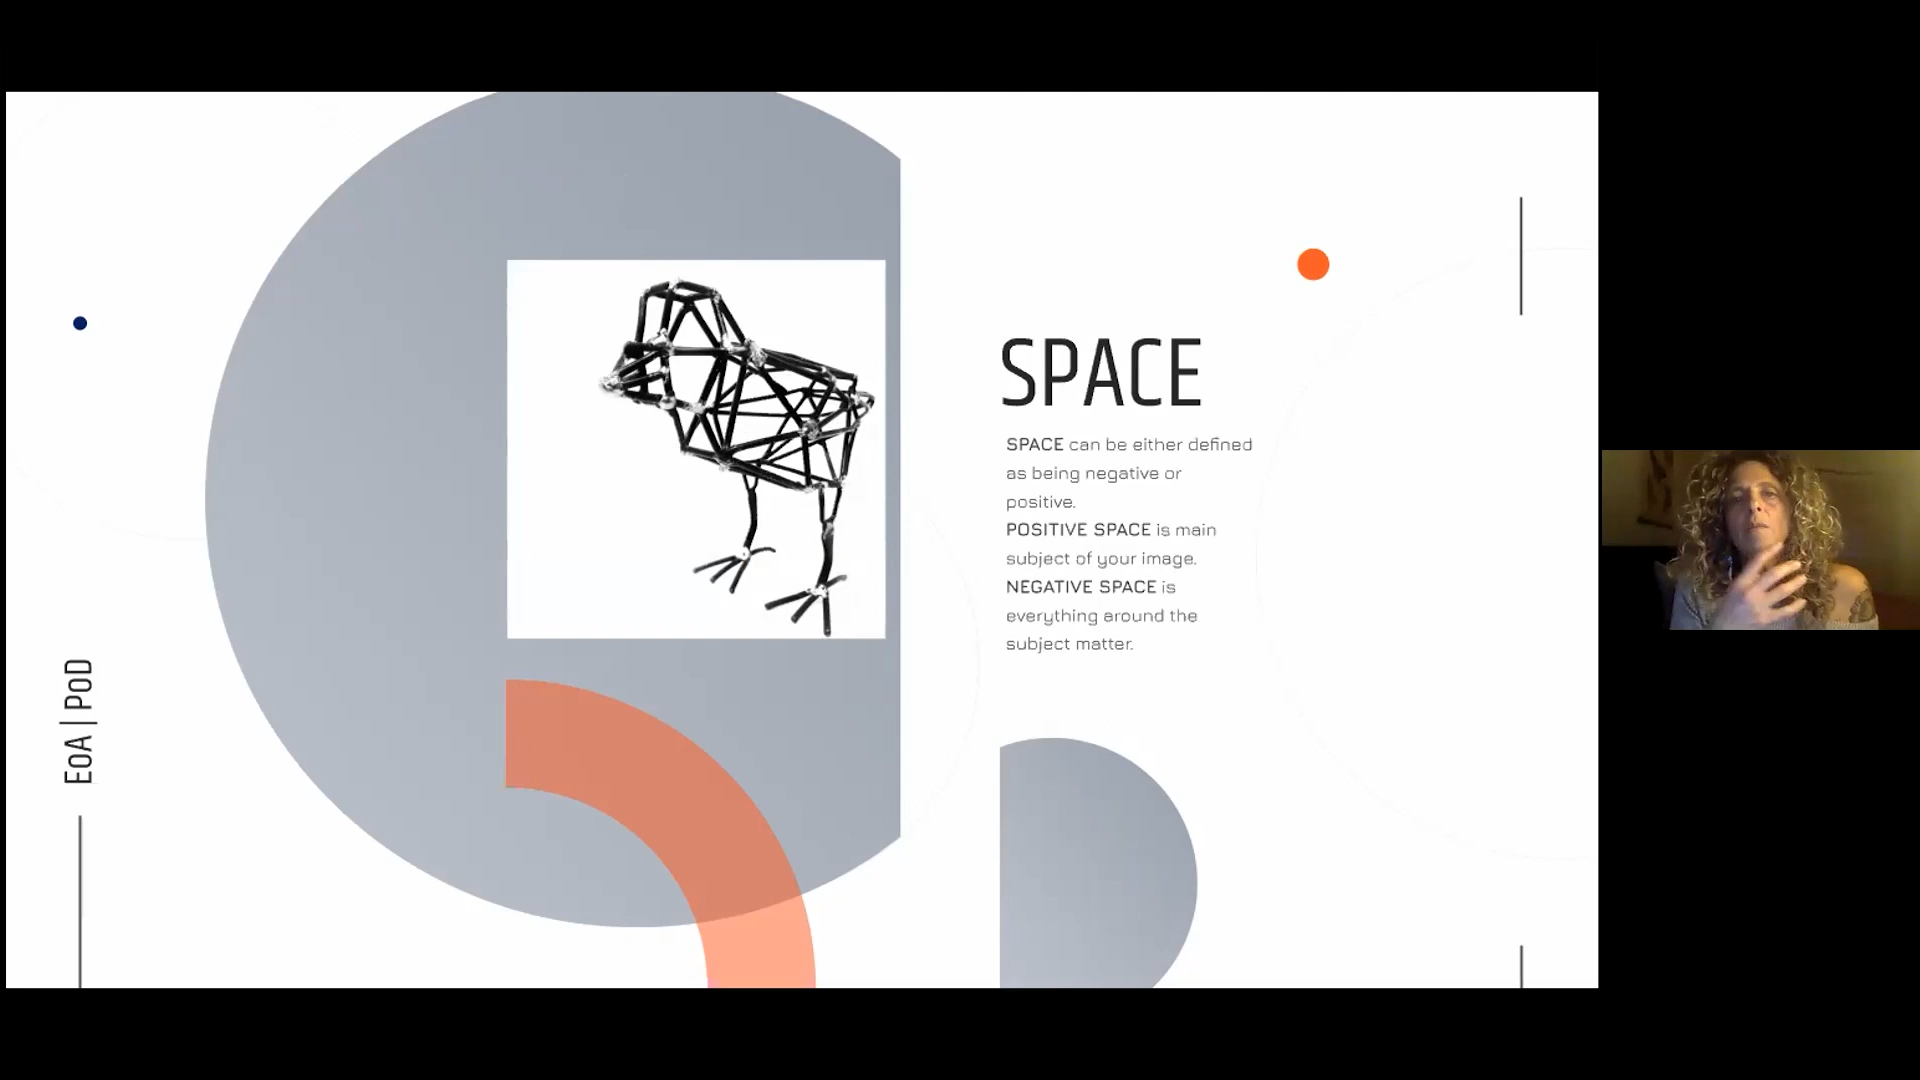 SPACE
SPACE can be either defined
as being negative or
positive.
POSITIVE SPACE is main
subject of your image.
NEGATIVE SPACE is
everything around the
subject matter.
EoA | PoD